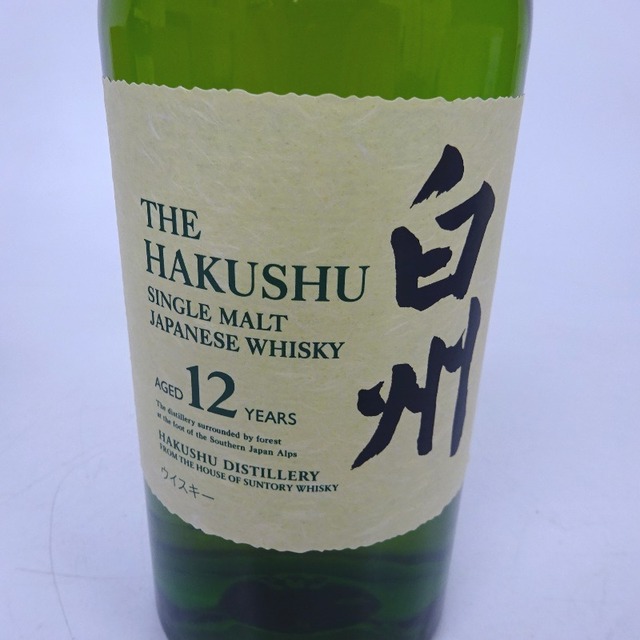 THE
HAKUSHU
SINGLE MALT
JAPANESE WHISKY
AGED 12 YEARS
The distillery surrounded by forest
at the foot of the Southern Japan Alps
HAKUSHU DISTILLERY
FROM THE HOUSE OF SUNTORY WHISKY
ウイスキー
白州